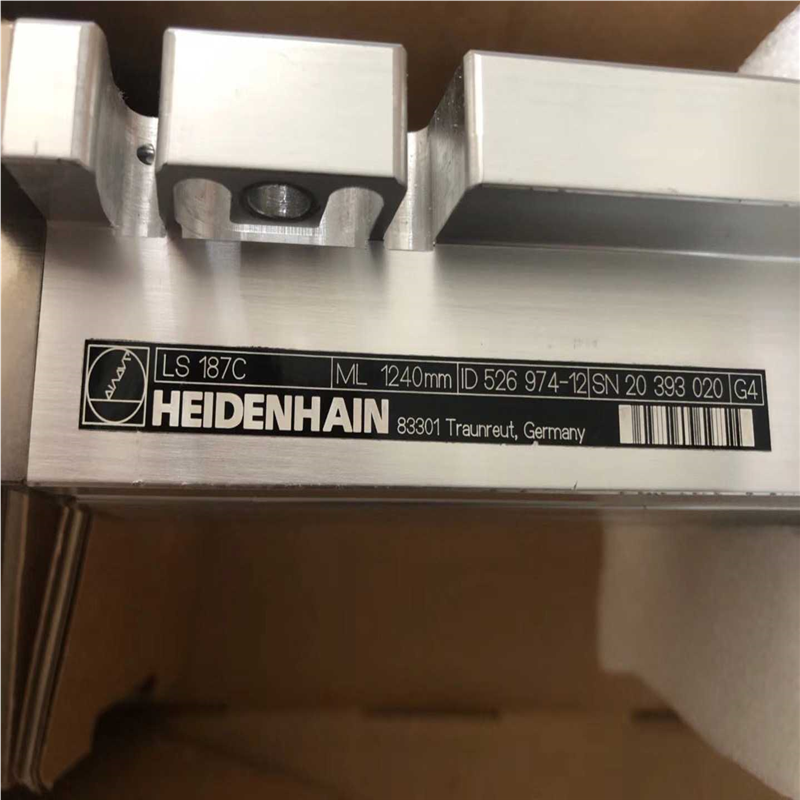 LS 187C ML 1240mm ID 526 974-12 SN 20 393 020 G4
HEIDENHAIN 83301 Traunreut, Germany